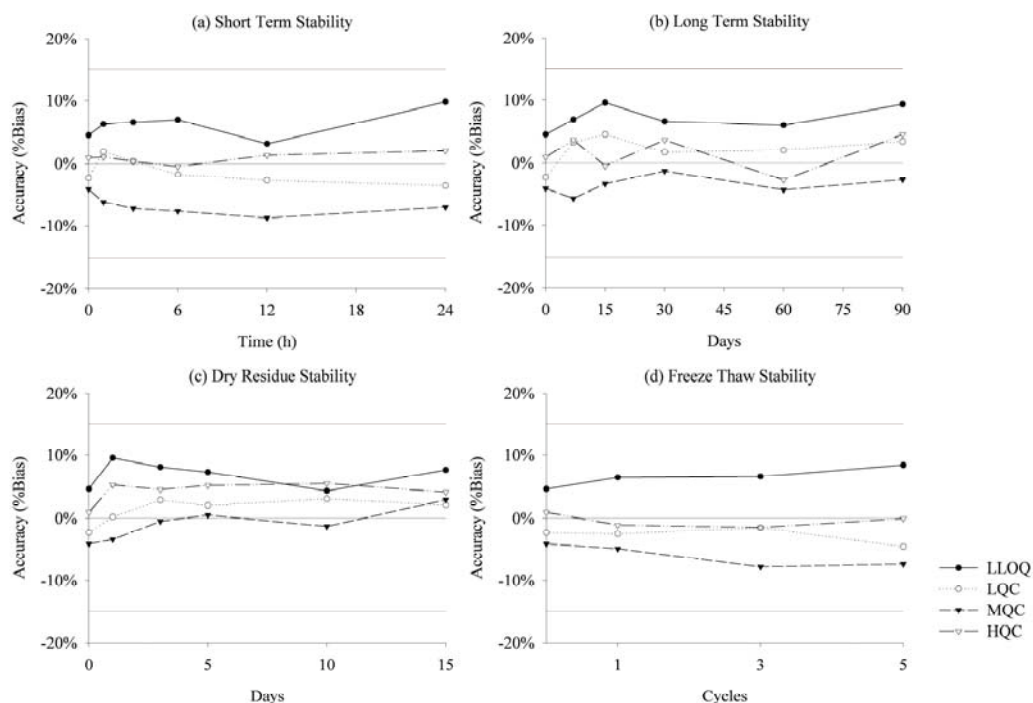 (a) Short Term Stability
20%
10%
0%
-10%
-20%
Accuracy (%Bias)
0 6 12 18 24
Time (h)
(b) Long Term Stability
20%
10%
0%
-10%
-20%
Accuracy (%Bias)
0 15 30 45 60 75 90
Days
(c) Dry Residue Stability
20%
10%
0%
-10%
-20%
Accuracy (%Bias)
0 5 10 15
Days
(d) Freeze Thaw Stability
20%
10%
0%
-10%
-20%
Accuracy (%Bias)
1 3 5
Cycles
LLOQ
LQC
MQC
HQC